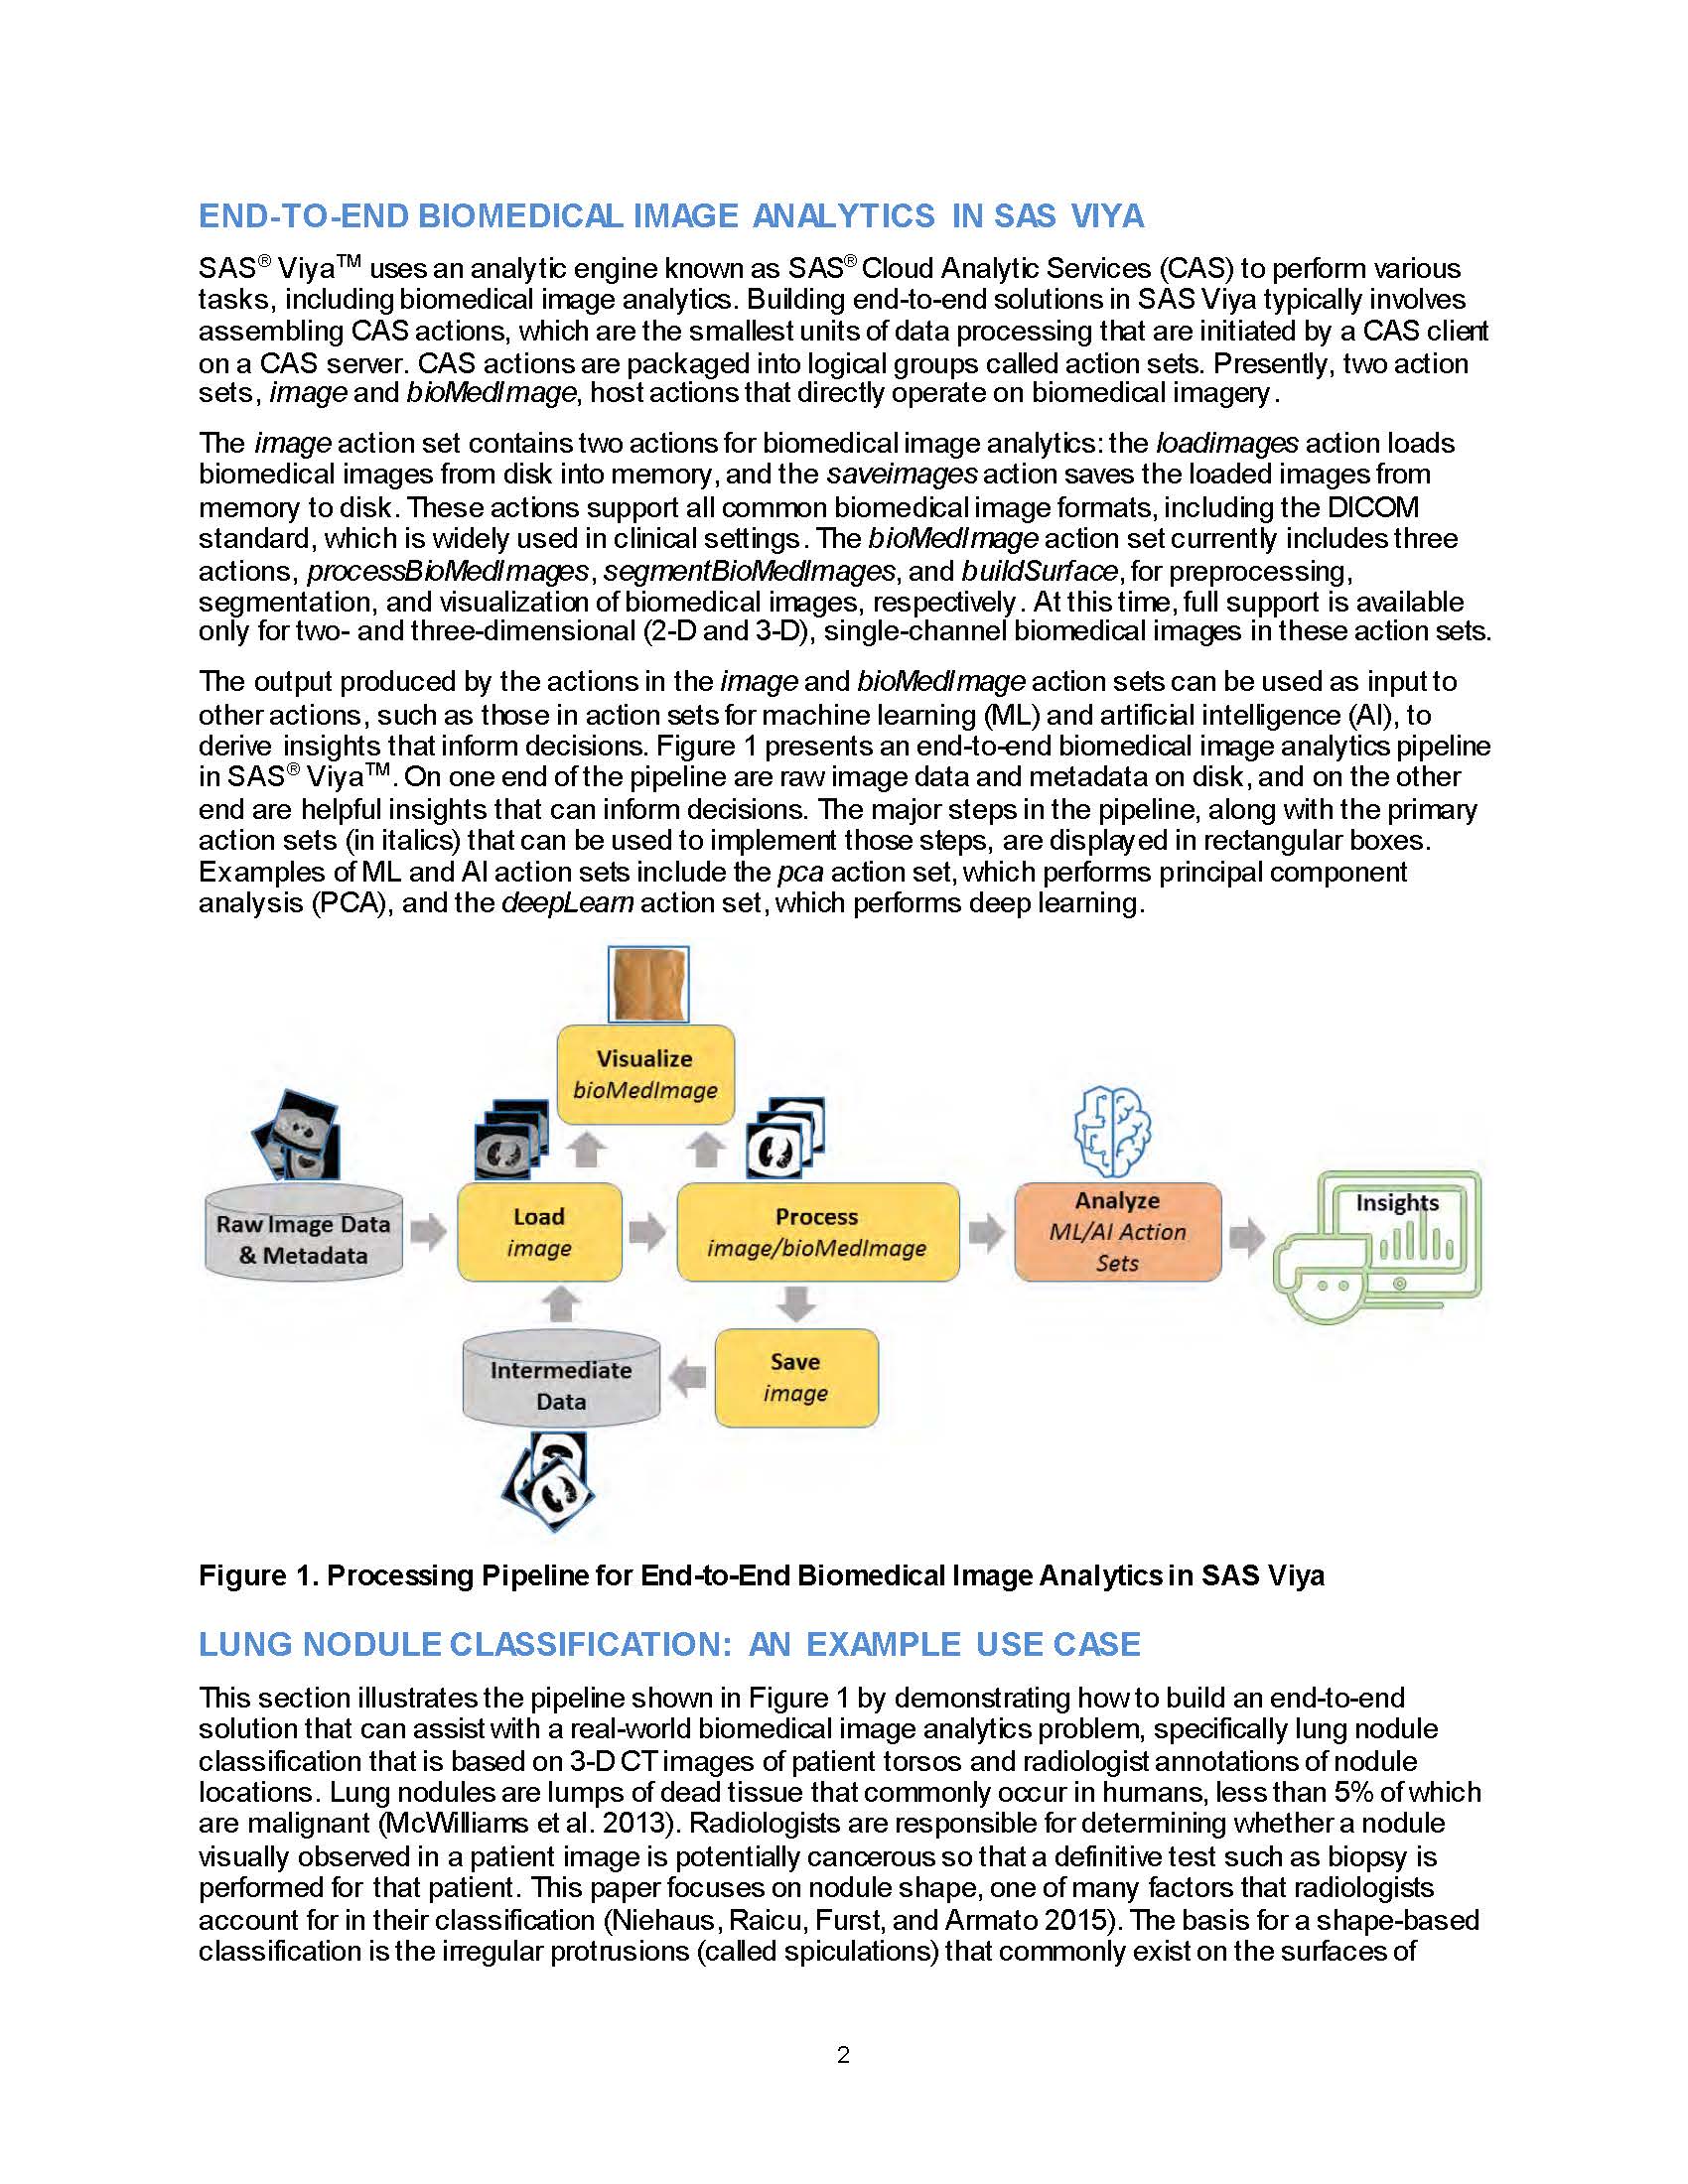 END-TO-END BIOMEDICAL IMAGE ANALYTICS IN SAS VIYA
SAS® Viya™ uses an analytic engine known as SAS® Cloud Analytic Services (CAS) to perform various
tasks, including biomedical image analytics. Building end-to-end solutions in SAS Viya typically involves
assembling CAS actions, which are the smallest units of data processing that are initiated by a CAS client
on a CAS server. CAS actions are packaged into logical groups called action sets. Presently, two action
sets, image and bioMedImage, host actions that directly operate on biomedical imagery.
The image action set contains two actions for biomedical image analytics: the loadimages action loads
biomedical images from disk into memory, and the saveimages action saves the loaded images from
memory to disk. These actions support all common biomedical image formats, including the DICOM
standard, which is widely used in clinical settings. The bioMedImage action set currently includes three
actions, processBioMedImages, segmentBioMedImages, and buildSurface, for preprocessing,
segmentation, and visualization of biomedical images, respectively. At this time, full support is available
only for two- and three-dimensional (2-D and 3-D), single-channel biomedical images in these action sets.
The output produced by the actions in the image and bioMedImage action sets can be used as input to
other actions, such as those in action sets for machine learning (ML) and artificial intelligence (AI), to
derive insights that inform decisions. Figure 1 presents an end-to-end biomedical image analytics pipeline
in SAS® Viya™. On one end of the pipeline are raw image data and metadata on disk, and on the other
end are helpful insights that can inform decisions. The major steps in the pipeline, along with the primary
action sets (in italics) that can be used to implement those steps, are displayed in rectangular boxes.
Examples of ML and AI action sets include the pca action set, which performs principal component
analysis (PCA), and the deepLearn action set, which performs deep learning.
Visualize
bioMedImage
Raw Image Data
& Metadata
Load
image
Process
image/bioMedImage
Analyze
ML/AI Action
Sets
Insights
Intermediate
Data
Save
image
Figure 1. Processing Pipeline for End-to-End Biomedical Image Analytics in SAS Viya
LUNG NODULE CLASSIFICATION: AN EXAMPLE USE CASE
This section illustrates the pipeline shown in Figure 1 by demonstrating how to build an end-to-end
solution that can assist with a real-world biomedical image analytics problem, specifically lung nodule
classification that is based on 3-D CT images of patient torsos and radiologist annotations of nodule
locations. Lung nodules are lumps of dead tissue that commonly occur in humans, less than 5% of which
are malignant (McWilliams et al. 2013). Radiologists are responsible for determining whether a nodule
visually observed in a patient image is potentially cancerous so that a definitive test such as biopsy is
performed for that patient. This paper focuses on nodule shape, one of many factors that radiologists
account for in their classification (Niehaus, Raicu, Furst, and Armato 2015). The basis for a shape-based
classification is the irregular protrusions (called spiculations) that commonly exist on the surfaces of
2